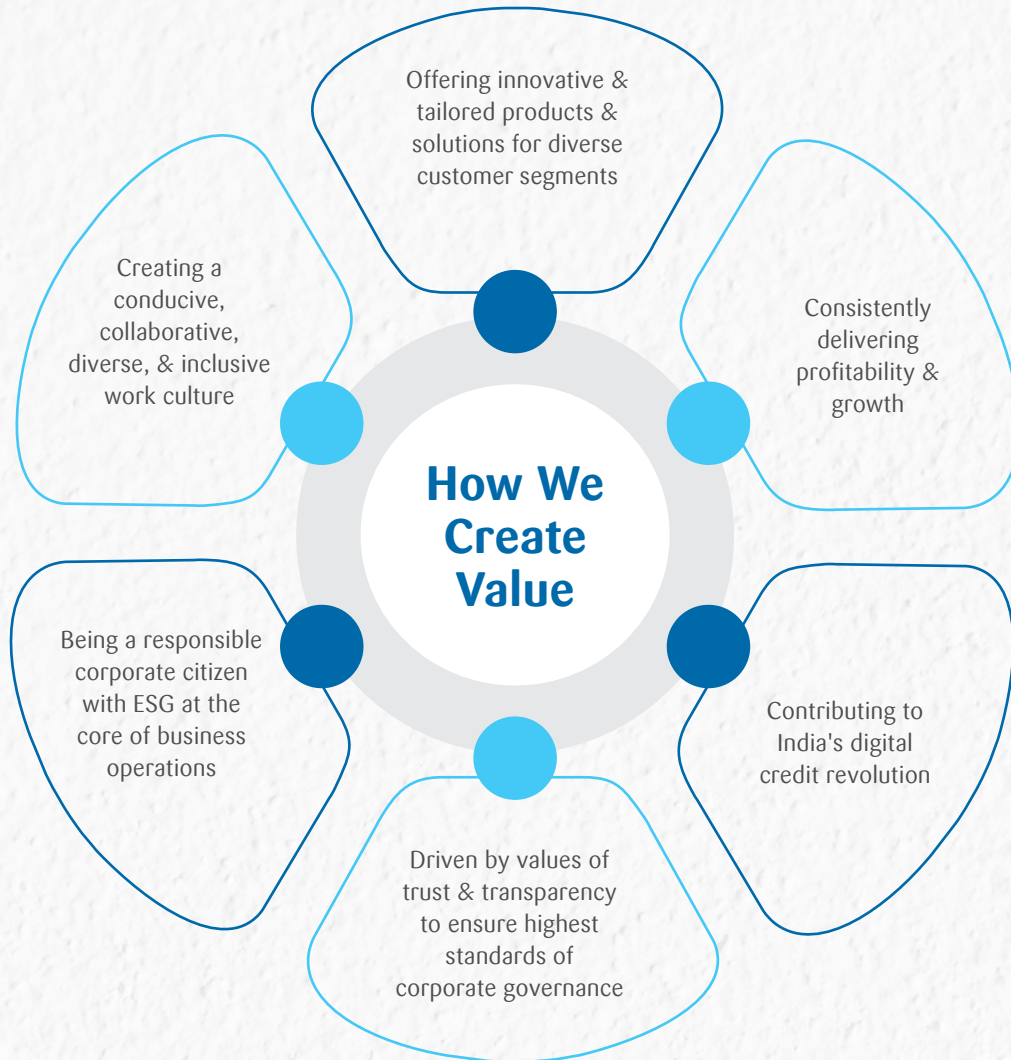 Offering innovative &
tailored products &
solutions for diverse
customer segments
Creating a
conducive,
collaborative,
diverse, & inclusive
work culture
Consistently
delivering
profitability &
growth
How We
Create
Value
Being a responsible
corporate citizen
with ESG at the
core of business
operations
Contributing to
India's digital
credit revolution
Driven by values of
trust & transparency
to ensure highest
standards of
corporate governance